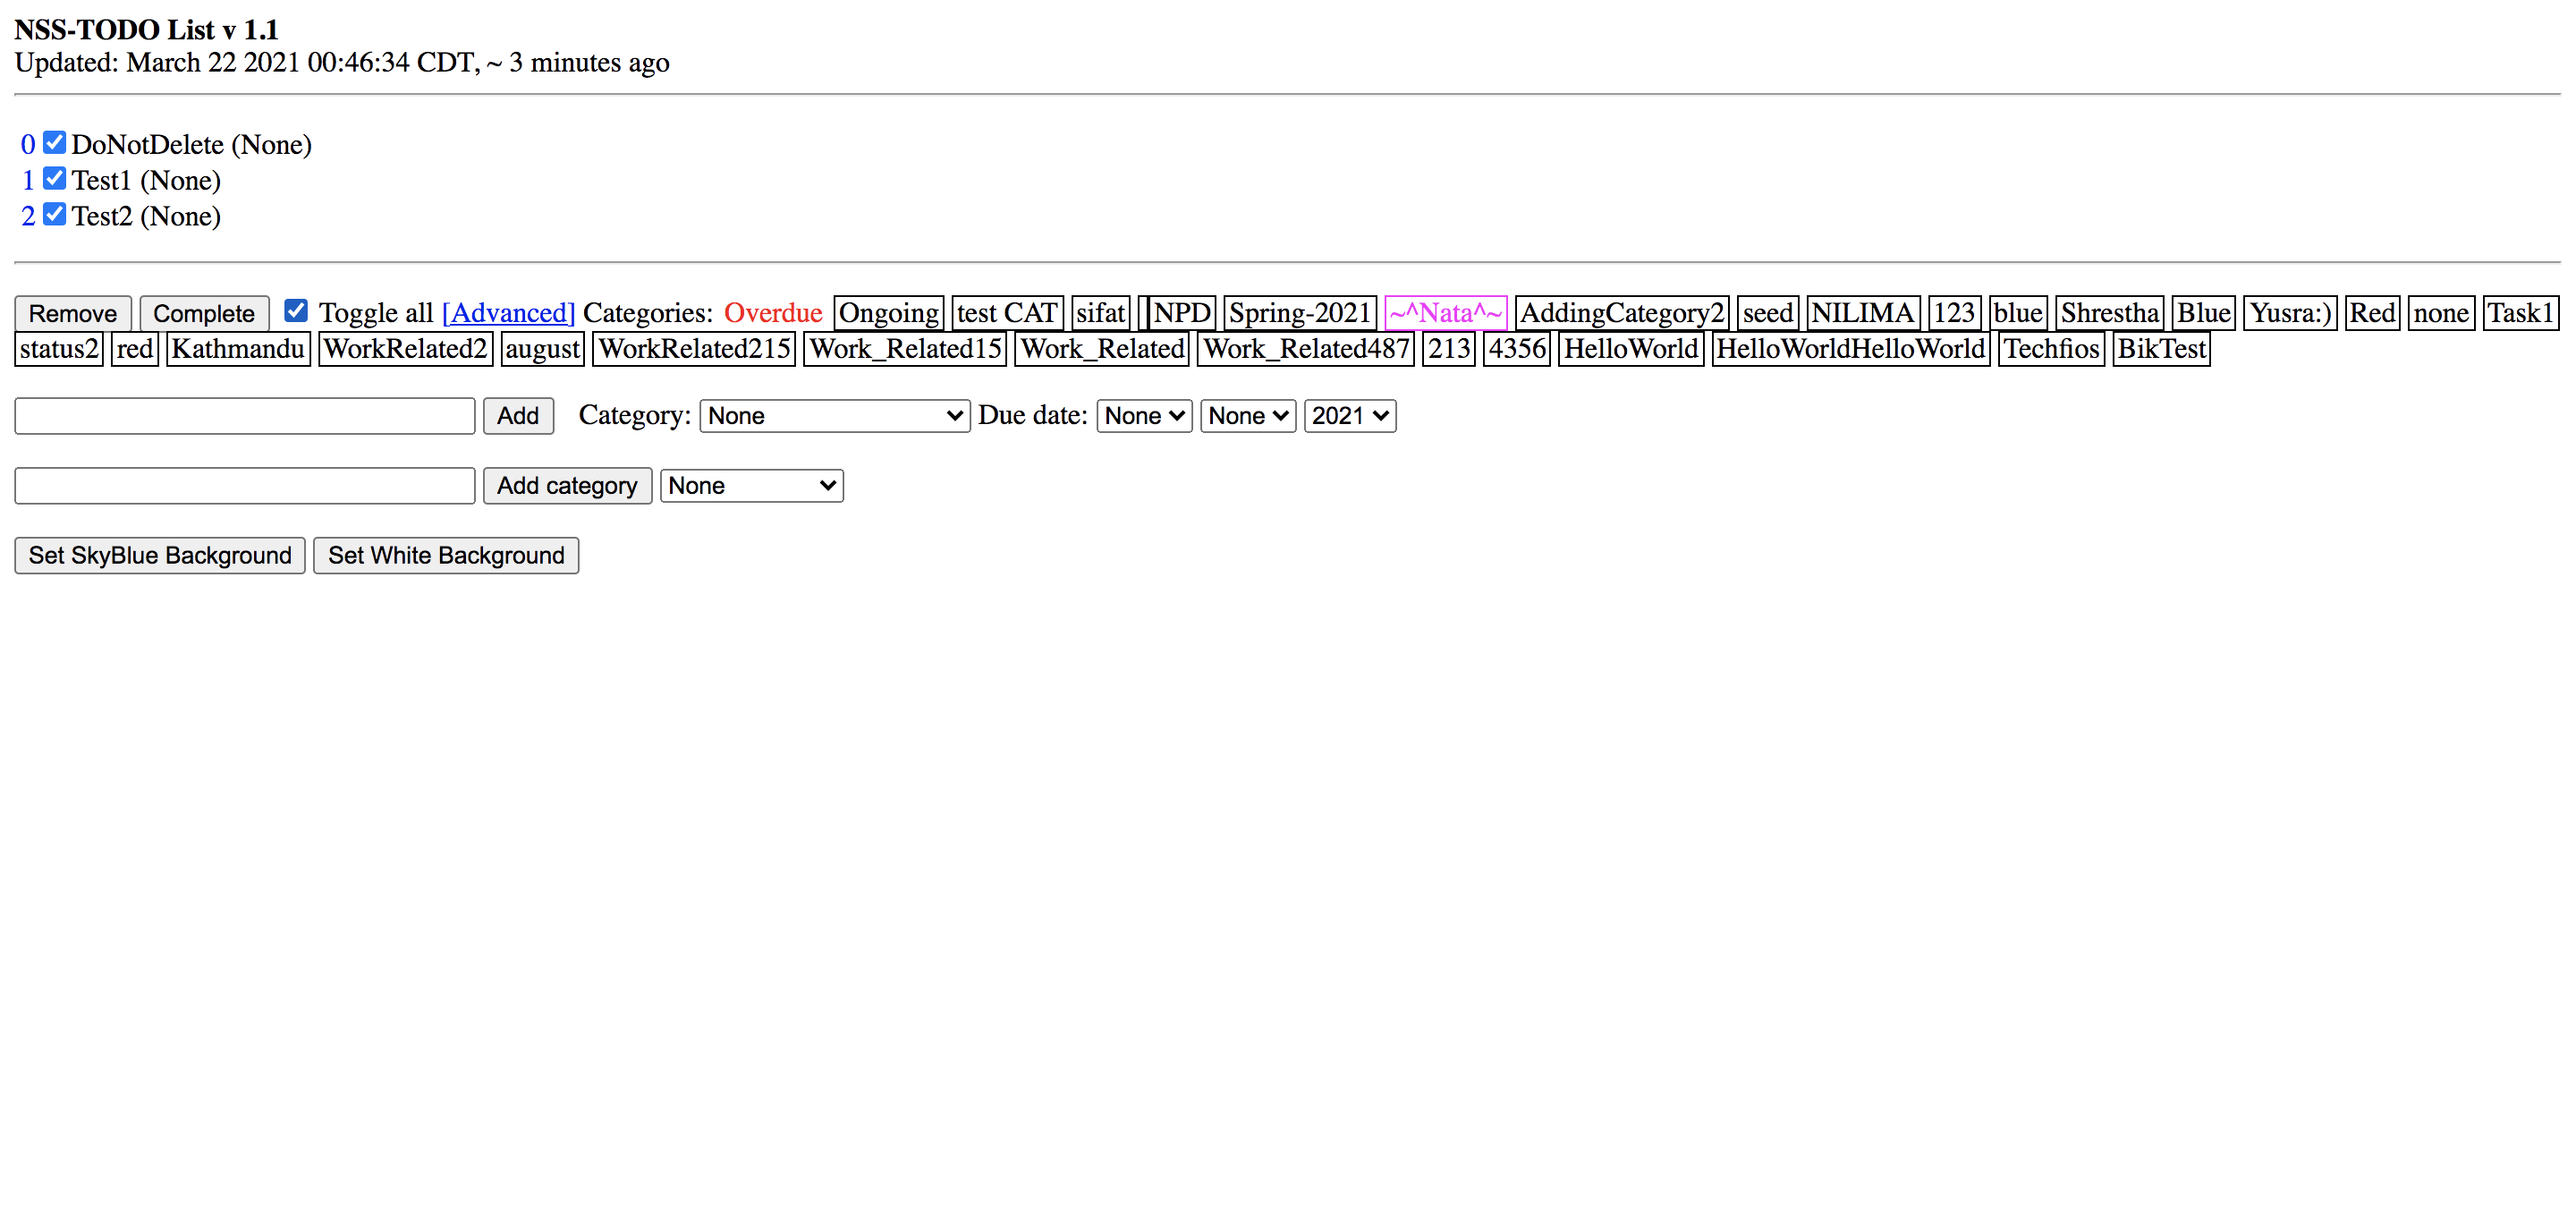 NSS-TODO List v 1.1
Updated: March 22 2021 00:46:34 CDT, ~ 3 minutes ago
0 DoNotDelete (None)
1 Test1 (None)
2 Test2 (None)
Remove Complete Toggle all [Advanced] Categories: Overdue Ongoing test CAT sifat NPD Spring-2021 ~^Nata^~ AddingCategory2 seed NILIMA 123 blue Shrestha Blue Yusra:) Red none Task1
status2 red Kathmandu WorkRelated2 august WorkRelated215 Work_Related15 Work_Related Work_Related487 213 4356 HelloWorld HelloWorldHelloWorld Techfios BikTest
Add Category: None Due date: None None 2021
Add category None
Set SkyBlue Background Set White Background